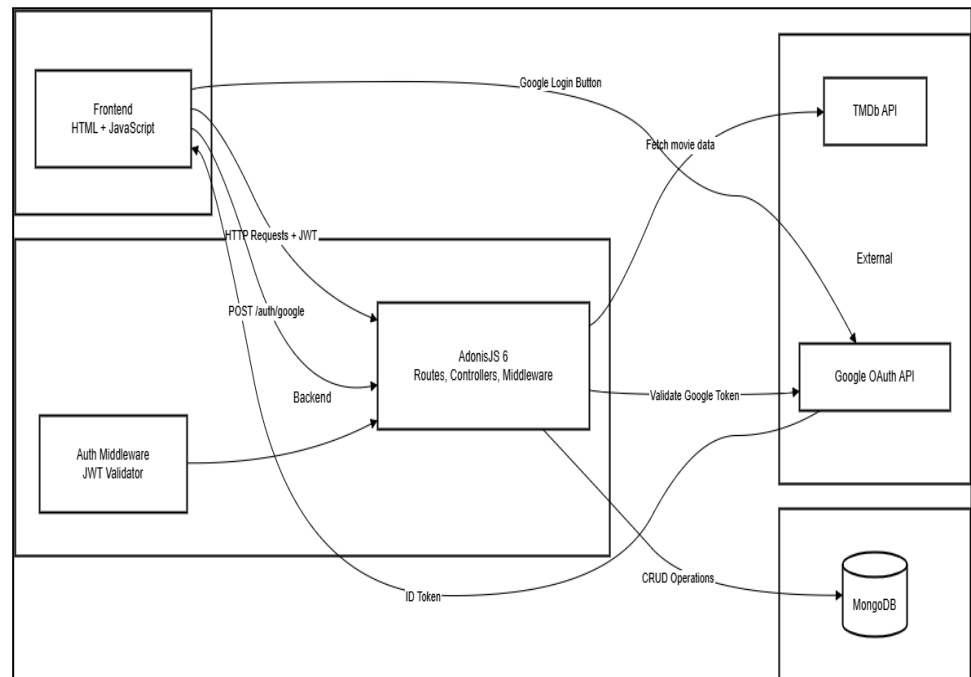 Google Login Button
Frontend
HTML + JavaScript
TMDb API
Fetch movie data
HTTP Requests + JWT
External
POST /auth/google
AdonisJS 6
Routes, Controllers, Middleware
Google OAuth API
Backend
Validate Google Token
Auth Middleware
JWT Validator
CRUD Operations
ID Token
MongoDB